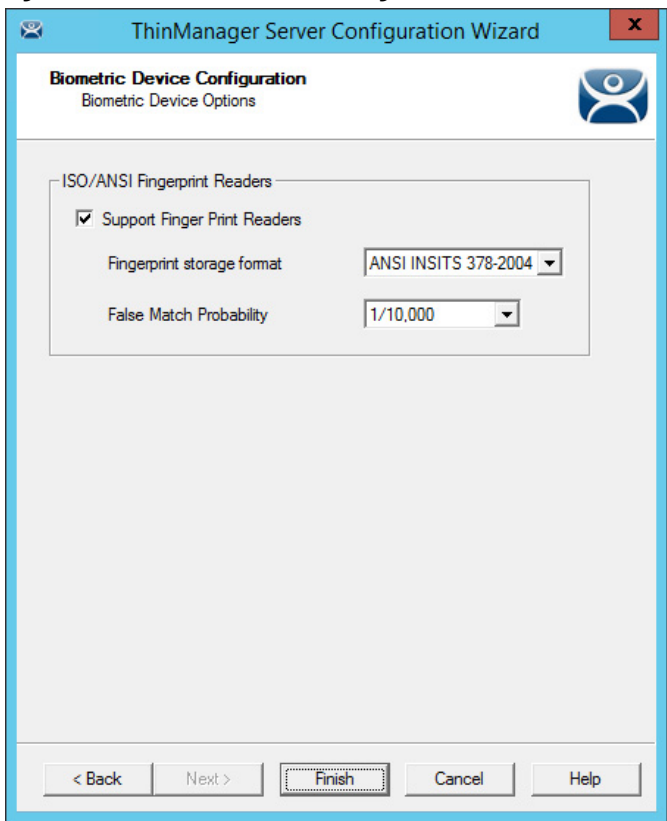 ThinManager Server Configuration Wizard
x
Biometric Device Configuration
Biometric Device Options
ISO/ANSI Fingerprint Readers
Support Finger Print Readers
Fingerprint storage format ANSI INSITS 378-2004
False Match Probability 1/10,000
< Back Next > Finish Cancel Help